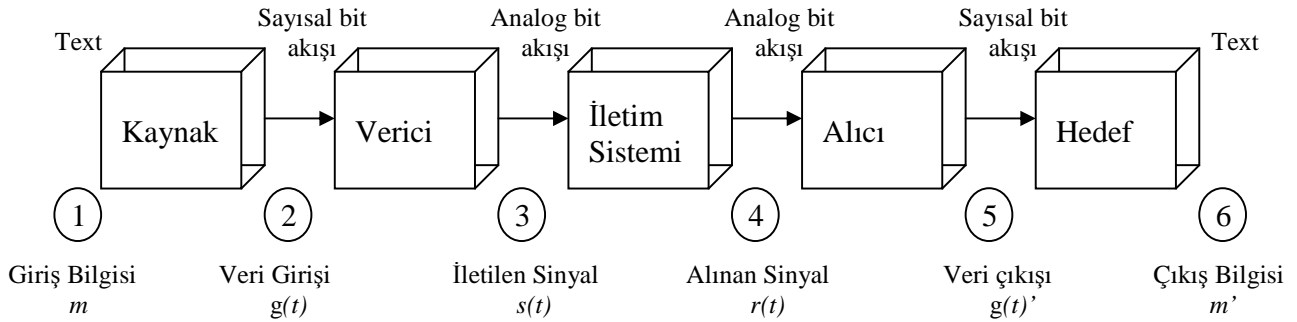 Text
Sayısal bit
akışı
Analog bit
akışı
Analog bit
akışı
Sayısal bit
akışı
Text
Kaynak
Verici
İletim
Sistemi
Alıcı
Hedef
1
2
3
4
5
6
Giriş Bilgisi
m
Veri Girişi
g(t)
İletilen Sinyal
s(t)
Alınan Sinyal
r(t)
Veri çıkışı
g(t)’
Çıkış Bilgisi
m’